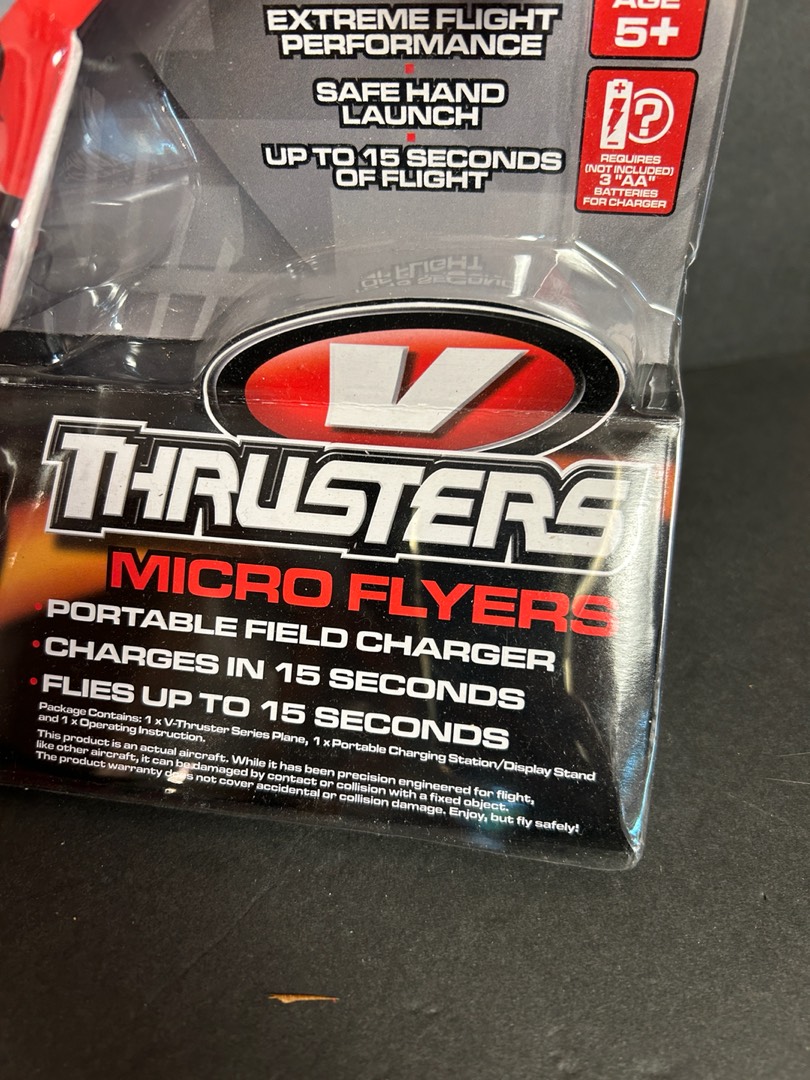 EXTREME FLIGHT
PERFORMANCE
SAFE HAND
LAUNCH
UP TO 15 SECONDS
OF FLIGHT
AGE
5+
REQUIRES
(NOT INCLUDED)
3 "AA"
BATTERIES
FOR CHARGER
V
THRUSTERS
MICRO FLYERS
• PORTABLE FIELD CHARGER
• CHARGES IN 15 SECONDS
• FLIES UP TO 15 SECONDS
Package Contains: 1 x V-Thruster Series Plane, 1 x Portable Charging Station/Display Stand
and 1 x Operating Instruction.
This product is an actual aircraft. While it has been precision engineered for flight,
like other aircraft, it can be damaged by contact or collision with a fixed object.
The product warranty does not cover accidental or collision damage. Enjoy, but fly safely!